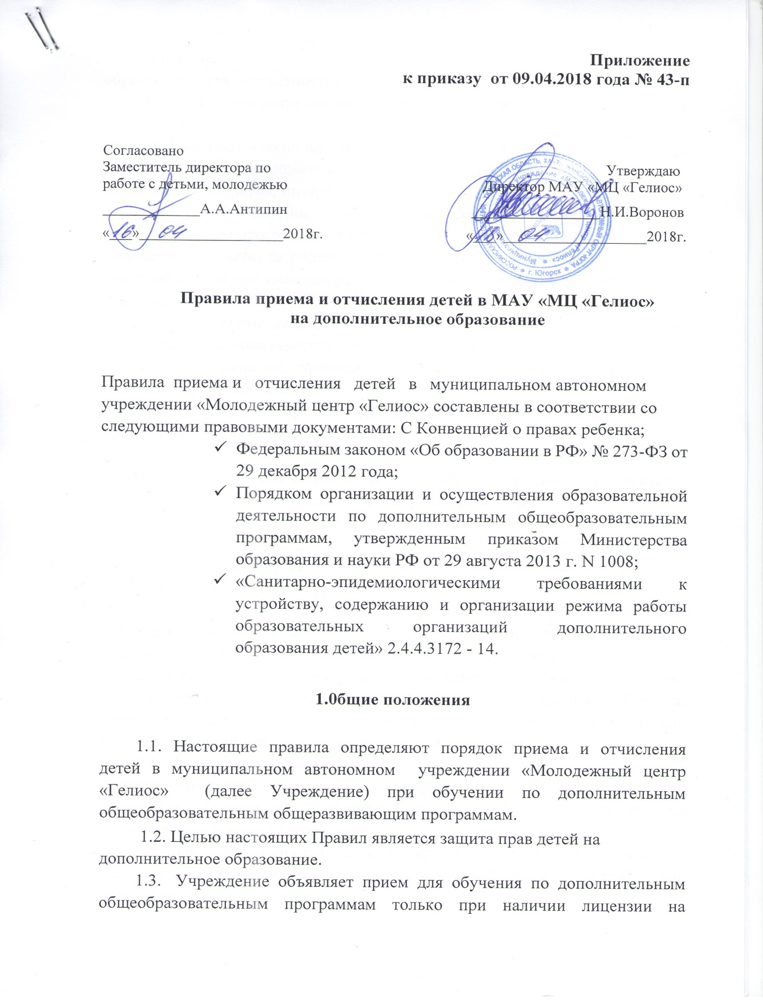 Приложение
к приказу от 09.04.2018 года № 43-п
Согласовано
Заместитель директора по
работе с детьми, молодежью
_____________А.А.Антипин
«16»____04____________2018г.
Утверждаю
Директор МАУ «МЦ «Гелиос»
_________________Н.И.Воронов
«18»____04____________2018г.
г. Югорск
Правила приема и отчисления детей в МАУ «МЦ «Гелиос»
на дополнительное образование
Правила приема и отчисления детей в муниципальном автономном
учреждении «Молодежный центр «Гелиос» составлены в соответствии со
следующими правовыми документами: С Конвенцией о правах ребенка;
✓ Федеральным законом «Об образовании в РФ» № 273-ФЗ от
29 декабря 2012 года;
✓ Порядком организации и осуществления образовательной
деятельности по дополнительным общеобразовательным
программам, утвержденным приказом Министерства
образования и науки РФ от 29 августа 2013 г. N 1008;
✓ «Санитарно-эпидемиологическими требованиями к
устройству, содержанию и организации режима работы
образовательных организаций дополнительного
образования детей» 2.4.4.3172 - 14.
1.0бщие положения
1.1. Настоящие правила определяют порядок приема и отчисления
детей в муниципальном автономном учреждении «Молодежный центр
«Гелиос» (далее Учреждение) при обучении по дополнительным
общеобразовательным общеразвивающим программам.
1.2. Целью настоящих Правил является защита прав детей на
дополнительное образование.
1.3. Учреждение объявляет прием для обучения по дополнительным
общеобразовательным программам только при наличии лицензии на